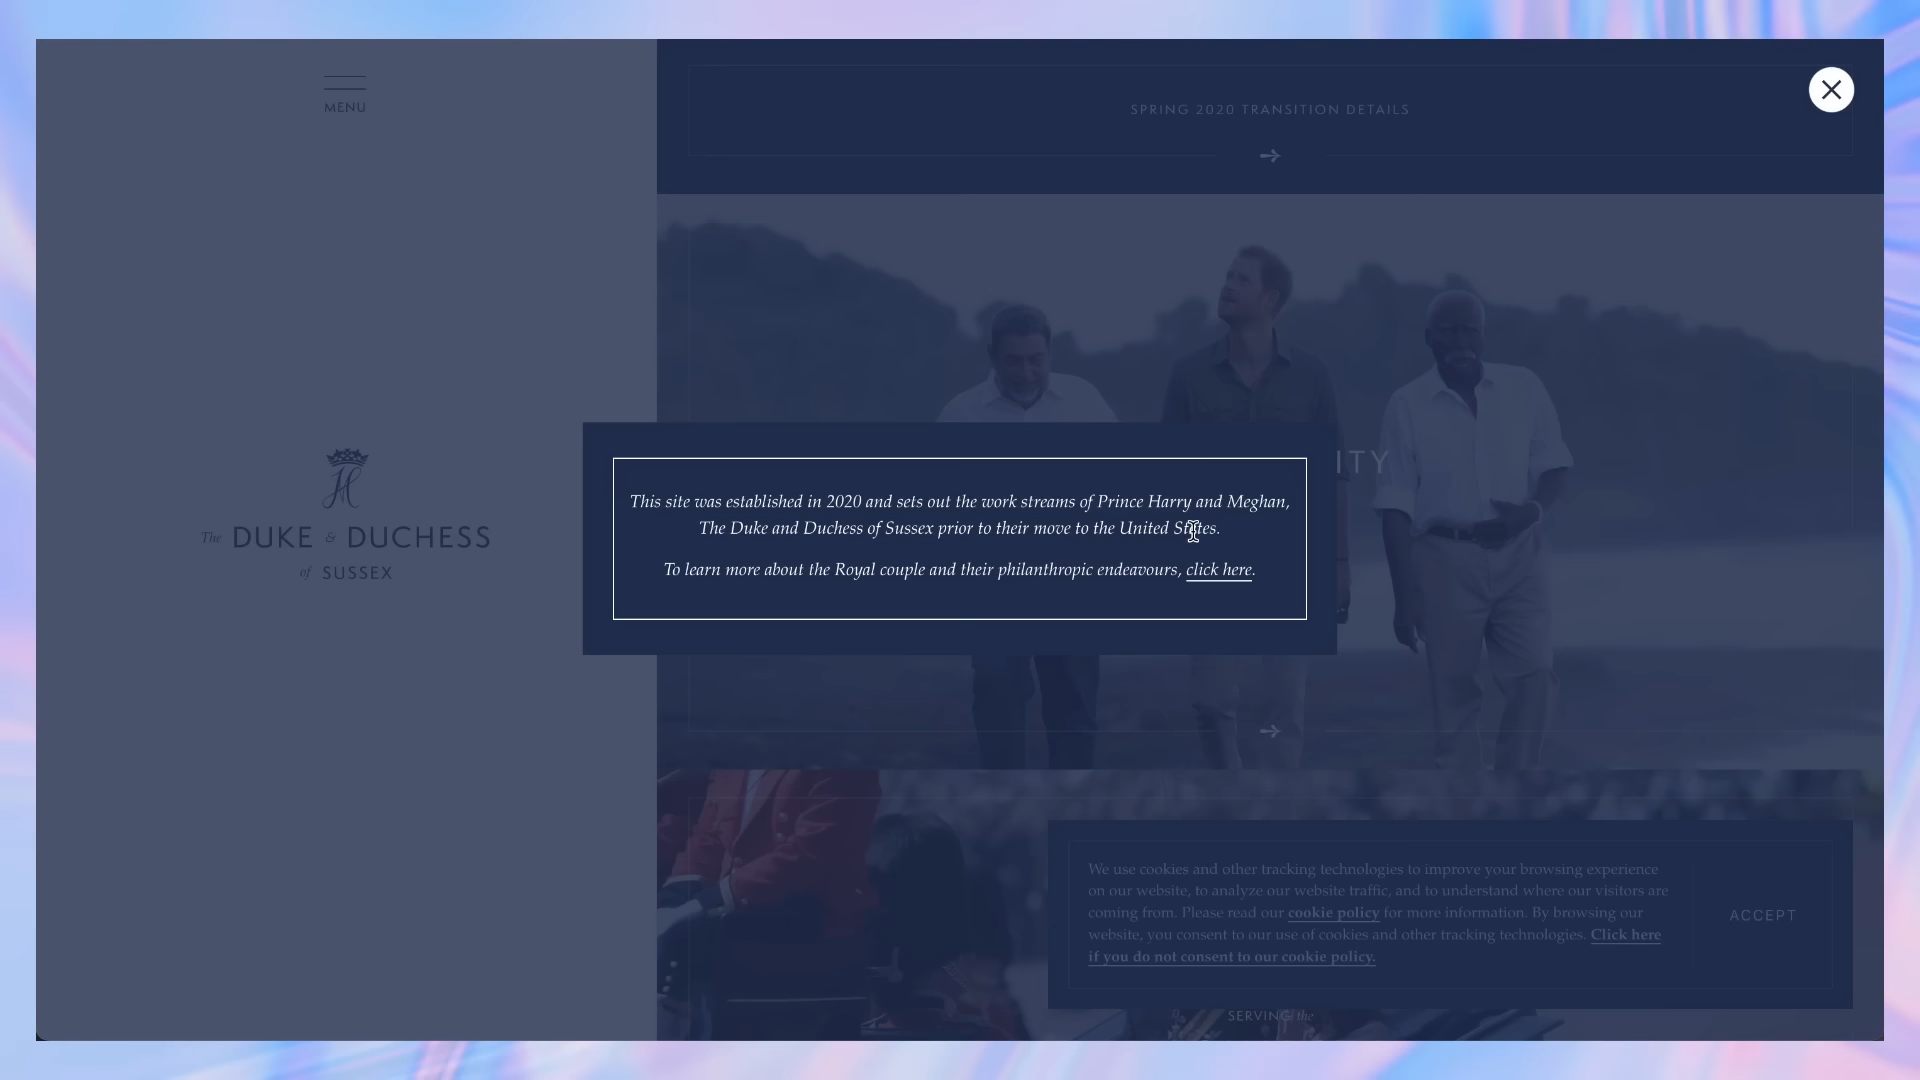 MENU
SPRING 2020 TRANSITION DETAILS
ITY
The DUKE & DUCHESS
of SUSSEX
This site was established in 2020 and sets out the work streams of Prince Harry and Meghan,
The Duke and Duchess of Sussex prior to their move to the United States.
To learn more about the Royal couple and their philanthropic endeavours, click here.
We use cookies and other tracking technologies to improve your browsing experience
on our website, to analyze our website traffic, and to understand where our visitors are
coming from. Please read our cookie policy for more information. By browsing our
website, you consent to our use of cookies and other tracking technologies. Click here
if you do not consent to our cookie policy.
ACCEPT
SERVING the